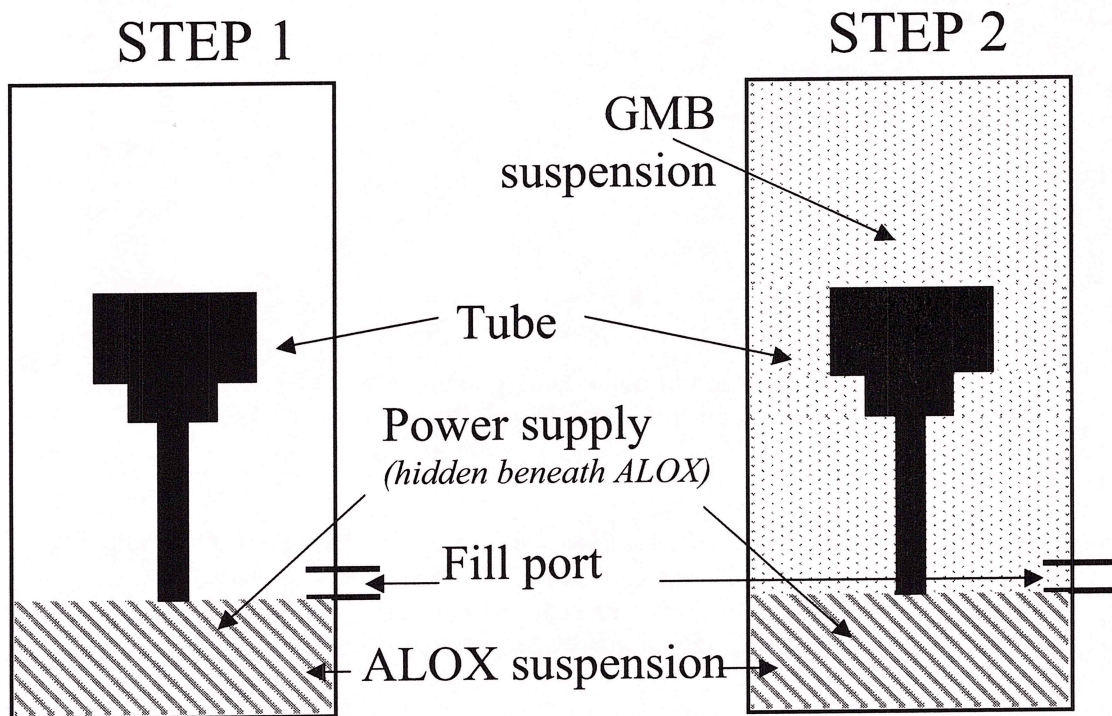 STEP 1
STEP 2
GMB
suspension
Tube
Power supply
(hidden beneath ALOX)
Fill port
ALOX suspension